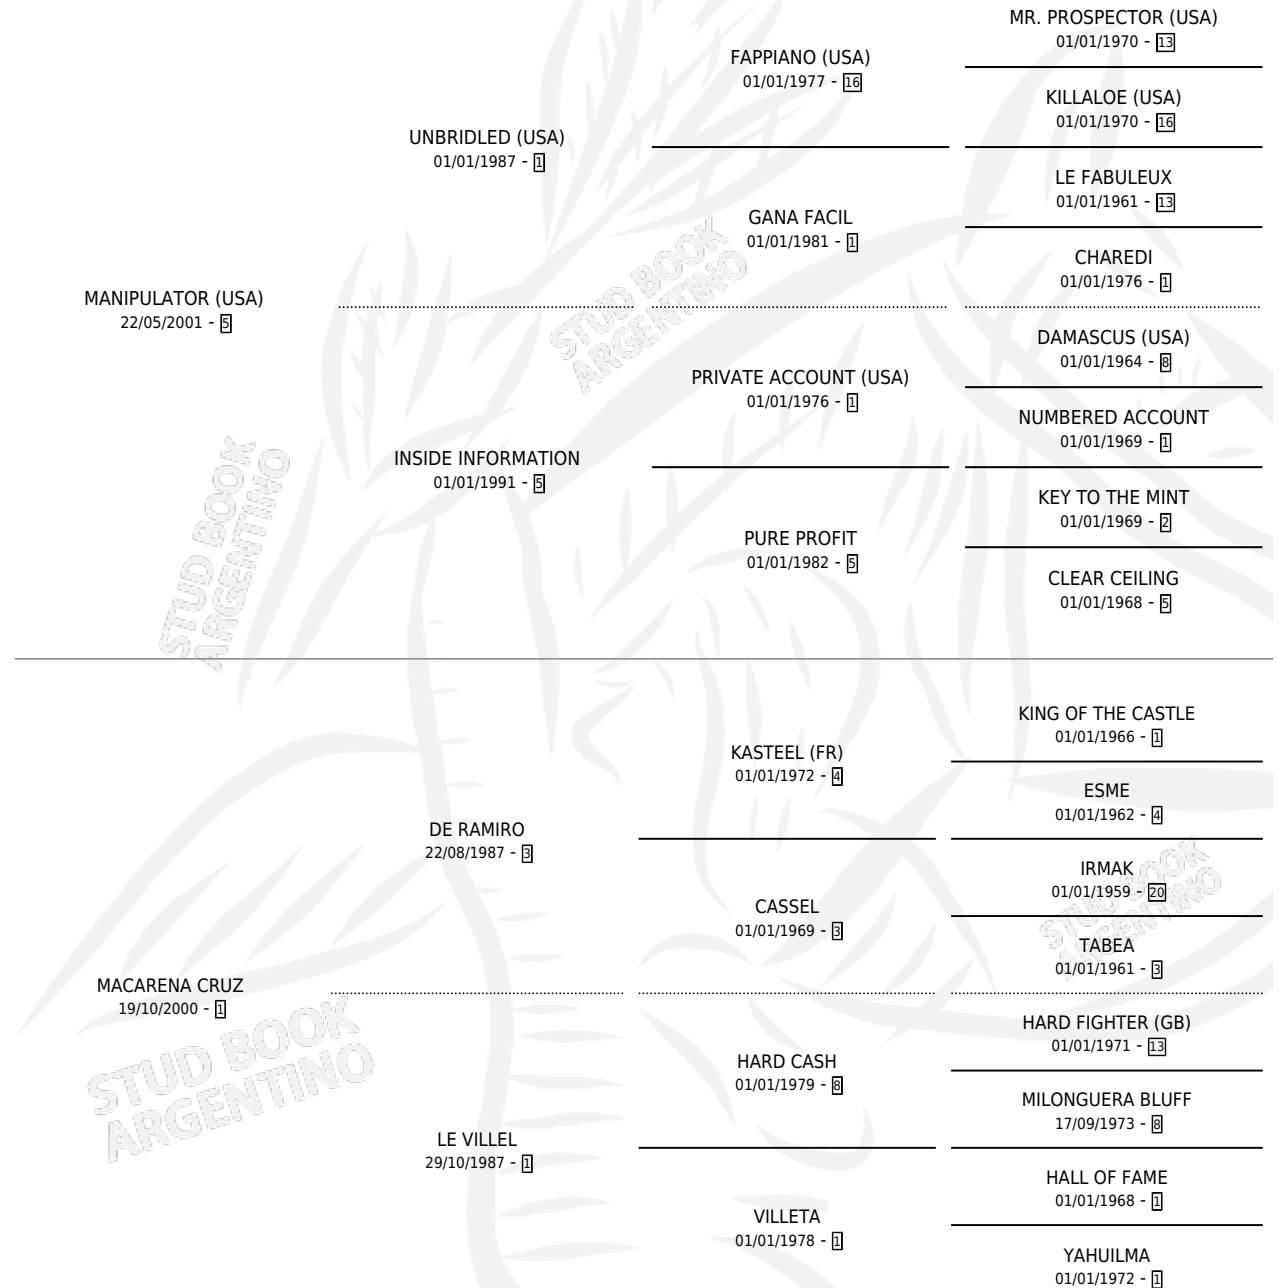 MR. PROSPECTOR (USA)
01/01/1970 - 13
FAPPIANO (USA)
01/01/1977 - 16
KILLALOE (USA)
01/01/1970 - 16
UNBRIDLED (USA)
01/01/1987 - 1
LE FABULEUX
01/01/1961 - 13
GANA FACIL
01/01/1981 - 1
CHAREDI
01/01/1976 - 1
MANIPULATOR (USA)
22/05/2001 - 5
DAMASCUS (USA)
01/01/1964 - 8
PRIVATE ACCOUNT (USA)
01/01/1976 - 1
NUMBERED ACCOUNT
01/01/1969 - 1
INSIDE INFORMATION
01/01/1991 - 5
KEY TO THE MINT
01/01/1969 - 2
PURE PROFIT
01/01/1982 - 5
CLEAR CEILING
01/01/1968 - 5
KING OF THE CASTLE
01/01/1966 - 1
KASTEEL (FR)
01/01/1972 - 4
ESME
01/01/1962 - 4
DE RAMIRO
22/08/1987 - 3
IRMAK
01/01/1959 - 20
CASSEL
01/01/1969 - 3
TABEA
01/01/1961 - 3
MACARENA CRUZ
19/10/2000 - 1
HARD FIGHTER (GB)
01/01/1971 - 13
HARD CASH
01/01/1979 - 8
MILONGUERA BLUFF
17/09/1973 - 8
LE VILLEL
29/10/1987 - 1
HALL OF FAME
01/01/1968 - 1
VILLETA
01/01/1978 - 1
YAHUILMA
01/01/1972 - 1
STUD BOOK
ARGENTINO
STUD BOOK
ARGENTINO
STUD BOOK
ARGENTINO
STUD BOOK
ARGENTINO